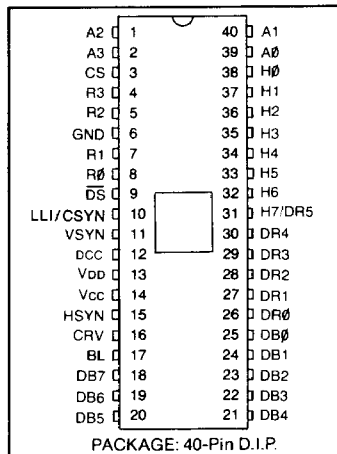 A2 1 40 A1
A3 2 39 AØ
CS 3 38 HØ
R3 4 37 H1
R2 5 36 H2
GND 6 35 H3
R1 7 34 H4
RØ 8 33 H5
DS 9 32 H6
LLI/CSYN 10 31 H7/DR5
VSYN 11 30 DR4
DCC 12 29 DR3
VDD 13 28 DR2
VCC 14 27 DR1
HSYN 15 26 DRØ
CRV 16 25 DBØ
BL 17 24 DB1
DB7 18 23 DB2
DB6 19 22 DB3
DB5 20 21 DB4
PACKAGE: 40-Pin D.I.P.